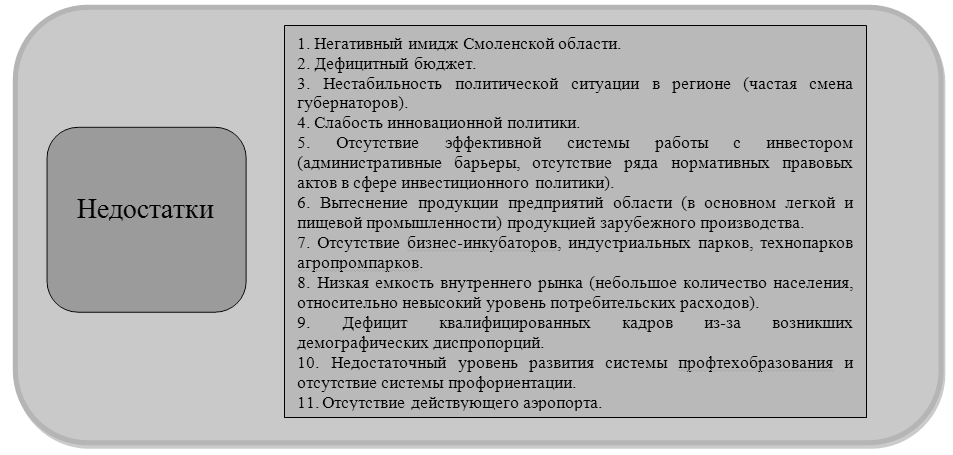 Недостатки
1. Негативный имидж Смоленской области.
2. Дефицитный бюджет.
3. Нестабильность политической ситуации в регионе (частая смена
губернаторов).
4. Слабость инновационной политики.
5. Отсутствие эффективной системы работы с инвестором
(административные барьеры, отсутствие ряда нормативных правовых
актов в сфере инвестиционного политики).
6. Вытеснение продукции предприятий области (в основном легкой и
пищевой промышленности) продукцией зарубежного производства.
7. Отсутствие бизнес-инкубаторов, индустриальных парков, технопарков
агропромпарков.
8. Низкая емкость внутреннего рынка (небольшое количество населения,
относительно невысокий уровень потребительских расходов).
9. Дефицит квалифицированных кадров из-за возникших
демографических диспропорций.
10. Недостаточный уровень развития системы профтехобразования и
отсутствие системы профориентации.
11. Отсутствие действующего аэропорта.